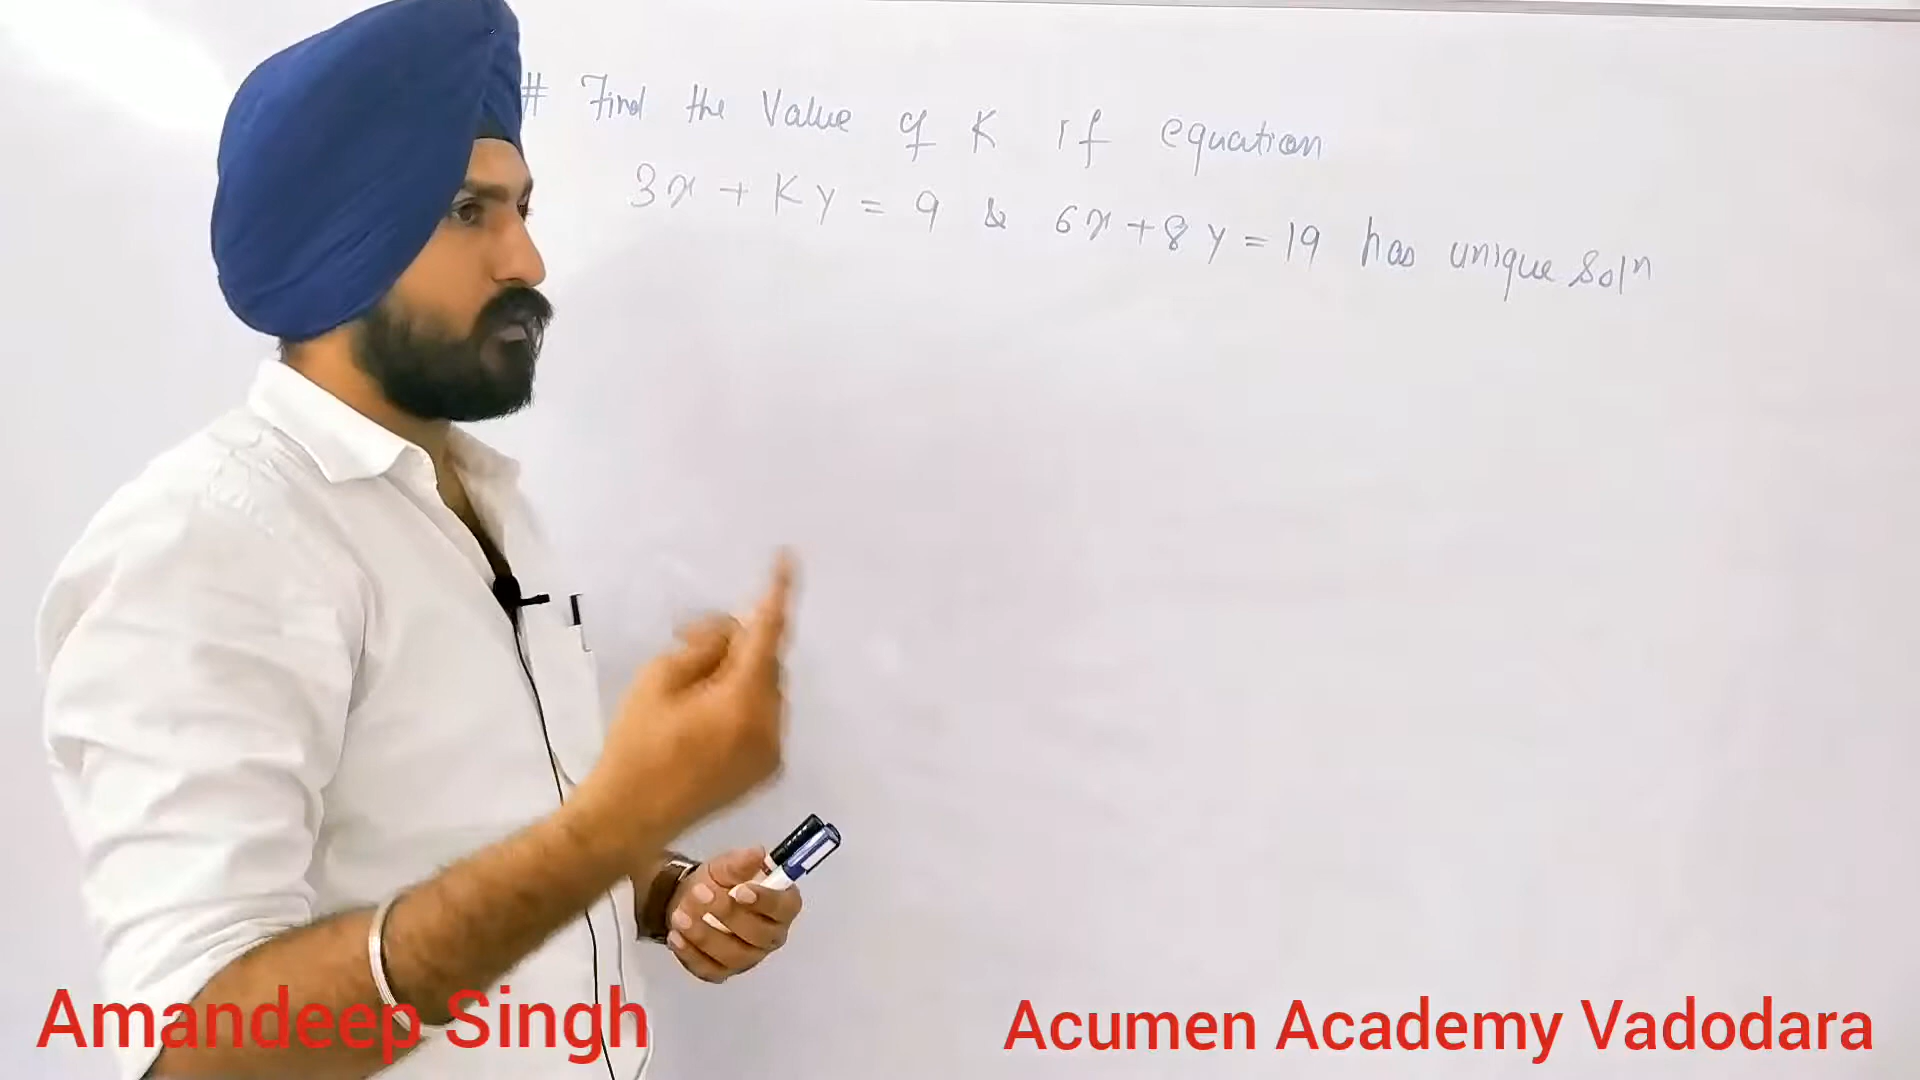 # Find the Value of K if equation
3x + Ky = 9 & 6x + 8y = 19 has unique Solⁿ
Amandeep Singh
Acumen Academy Vadodara